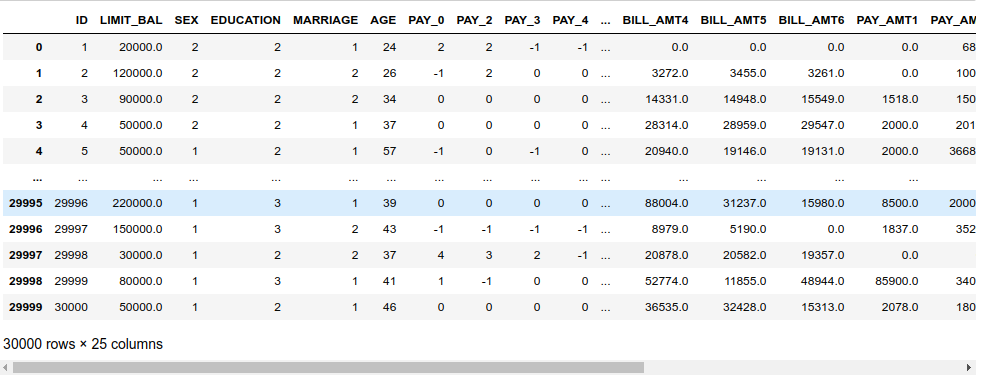 ID LIMIT_BAL SEX EDUCATION MARRIAGE AGE PAY_0 PAY_2 PAY_3 PAY_4 ... BILL_AMT4 BILL_AMT5 BILL_AMT6 PAY_AMT1 PAY_AM
0 1 20000.0 2 2 1 24 2 2 -1 -1 ... 0.0 0.0 0.0 0.0 68
1 2 120000.0 2 2 2 26 -1 2 0 0 ... 3272.0 3455.0 3261.0 0.0 100
2 3 90000.0 2 2 2 34 0 0 0 0 ... 14331.0 14948.0 15549.0 1518.0 150
3 4 50000.0 2 2 1 37 0 0 0 0 ... 28314.0 28959.0 29547.0 2000.0 201
4 5 50000.0 1 2 1 57 -1 0 -1 0 ... 20940.0 19146.0 19131.0 2000.0 3668
... ... ... ... ... ... ... ... ... ... ... ... ... ... ... ...
29995 29996 220000.0 1 3 1 39 0 0 0 0 ... 88004.0 31237.0 15980.0 8500.0 2000
29996 29997 150000.0 1 3 2 43 -1 -1 -1 -1 ... 8979.0 5190.0 0.0 1837.0 352
29997 29998 30000.0 1 2 2 37 4 3 2 -1 ... 20878.0 20582.0 19357.0 0.0
29998 29999 80000.0 1 3 1 41 1 -1 0 0 ... 52774.0 11855.0 48944.0 85900.0 340
29999 30000 50000.0 1 2 1 46 0 0 0 0 ... 36535.0 32428.0 15313.0 2078.0 180
30000 rows × 25 columns